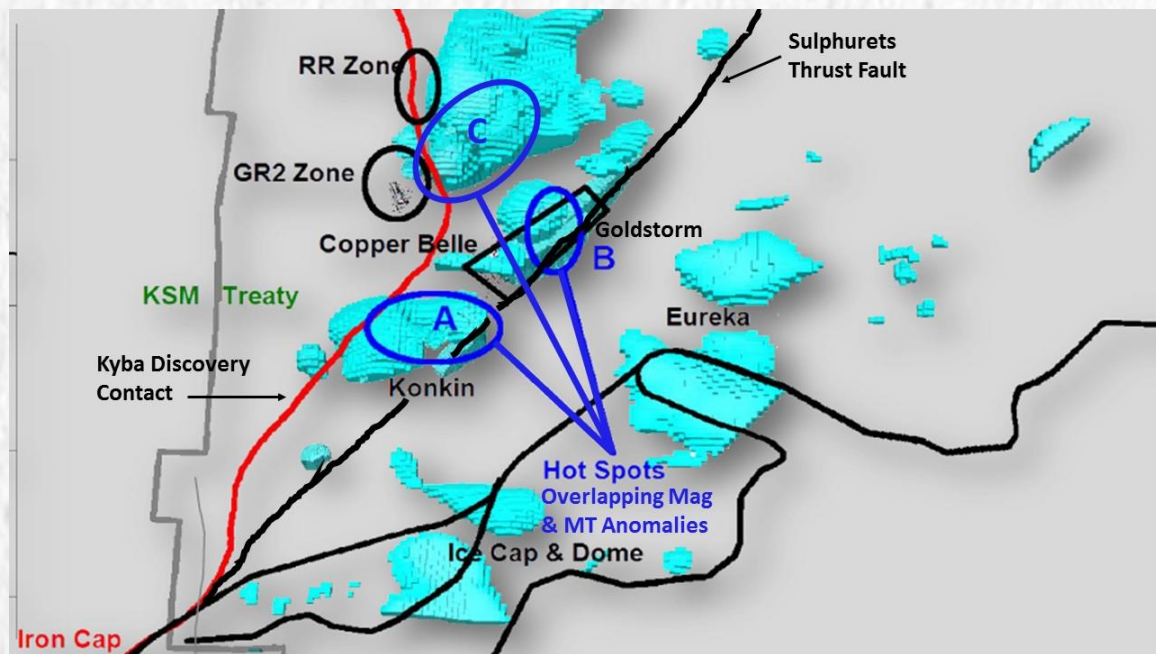 Sulphurets
Thrust Fault
RR Zone
C
GR2 Zone
Goldstorm
Copper Belle
B
KSM Treaty
A
Eureka
Kyba Discovery
Contact
Konkin
Hot Spots
Overlapping Mag
& MT Anomalies
Ice Cap & Dome
Iron Cap